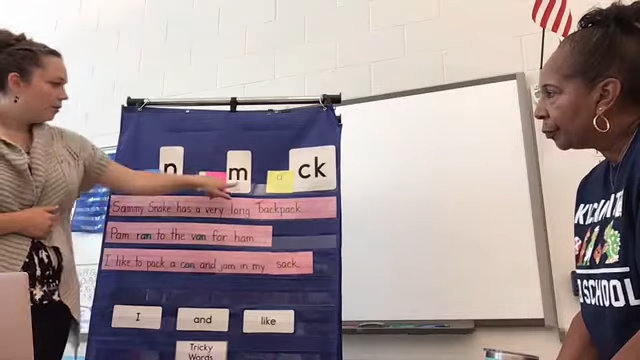 n m a ck
Sammy Snake has a very long backpack.
Pam ran to the van for ham.
I like to pack a can and jam in my sack.
I and like
Tricky
Words
SCHOOL